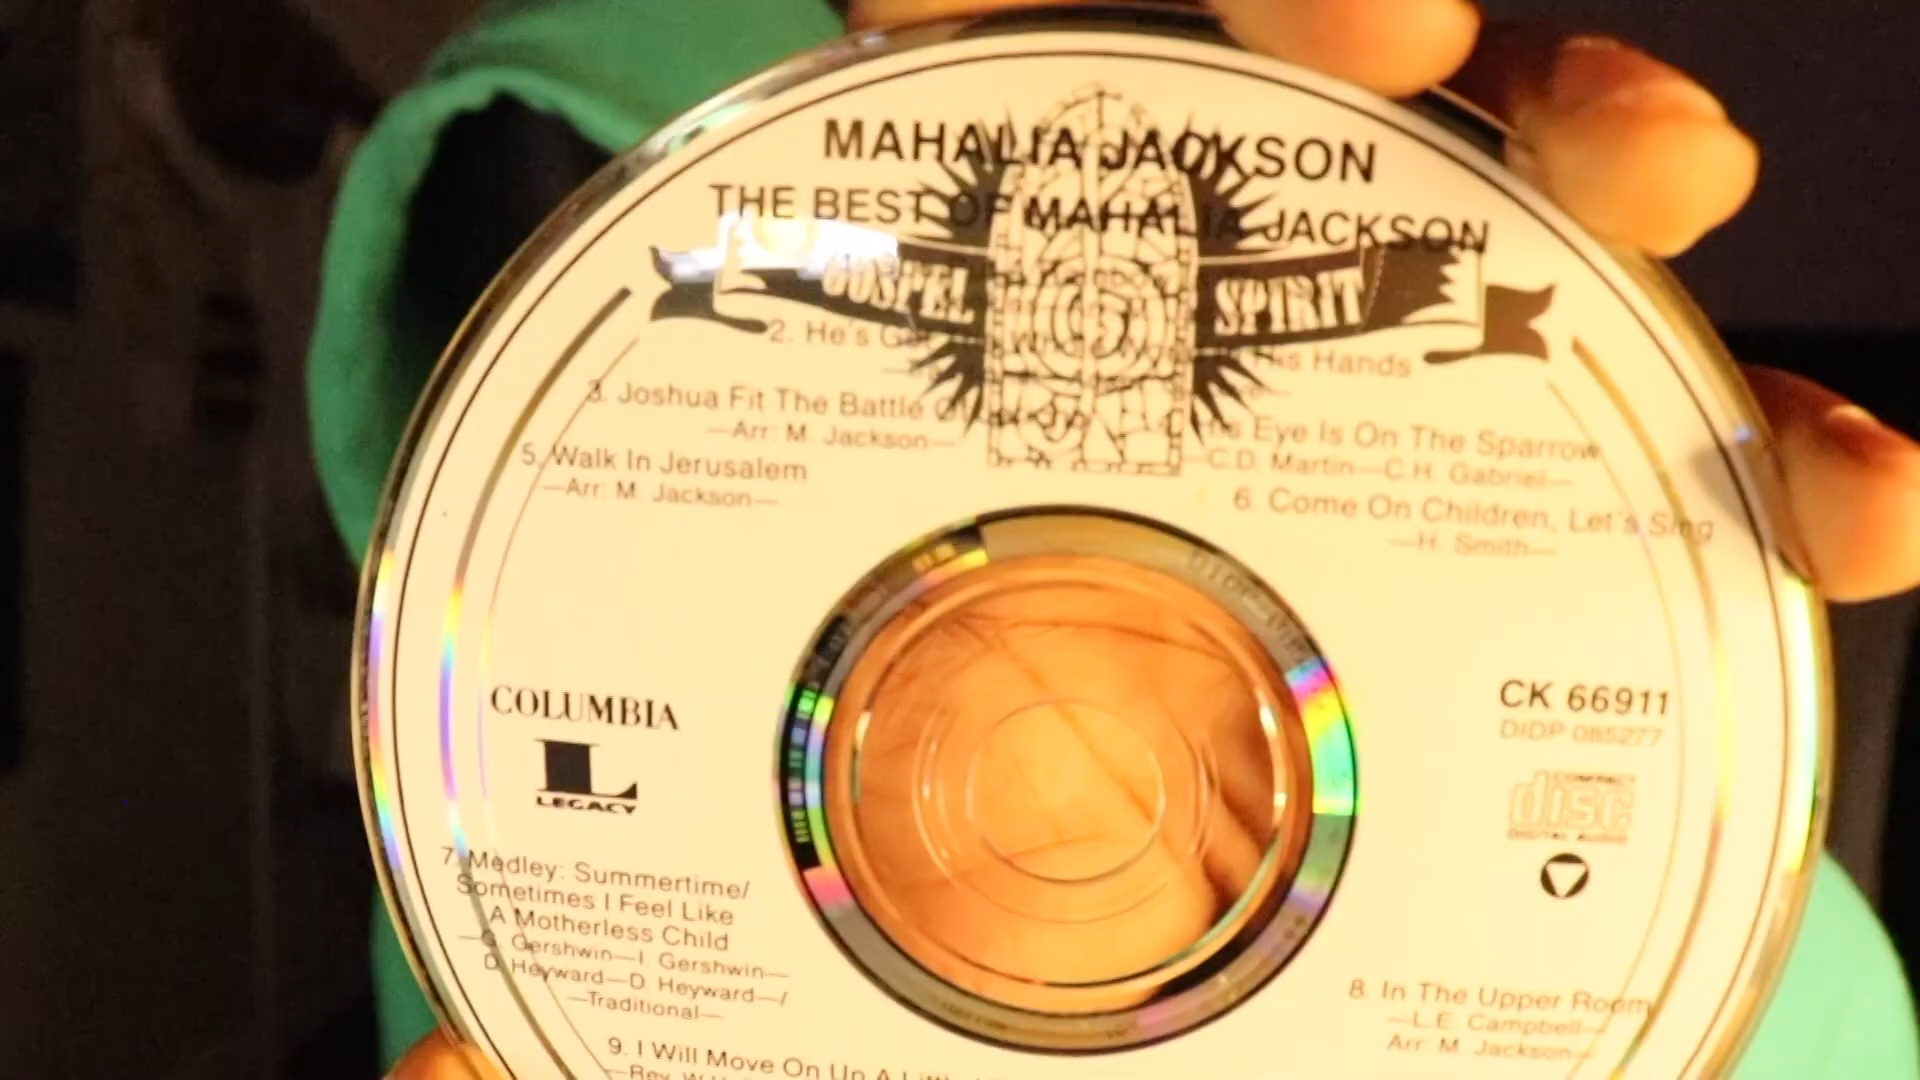 MAHALIA JACKSON
THE BEST OF MAHALIA JACKSON
GOSPEL SPIRIT
2. He's His Hands
3. Joshua Fit The Battle
—Arr: M. Jackson—
His Eye Is On The Sparrow
—C.D. Martin—C.H. Gabriel—
5. Walk In Jerusalem
—Arr: M. Jackson—
6. Come On Children, Let's Sing
—H. Smith—
COLUMBIA
L
LEGACY
CK 66911
DIDP 085277
COMPACT
disc
DIGITAL AUDIO
7. Medley: Summertime/
Sometimes I Feel Like
A Motherless Child
—G. Gershwin—I. Gershwin—
D. Heyward—D. Heyward—/
—Traditional—
8. In The Upper Room
—L.E. Campbell—
Arr: M. Jackson—
9. I Will Move On Up A
—Rev.